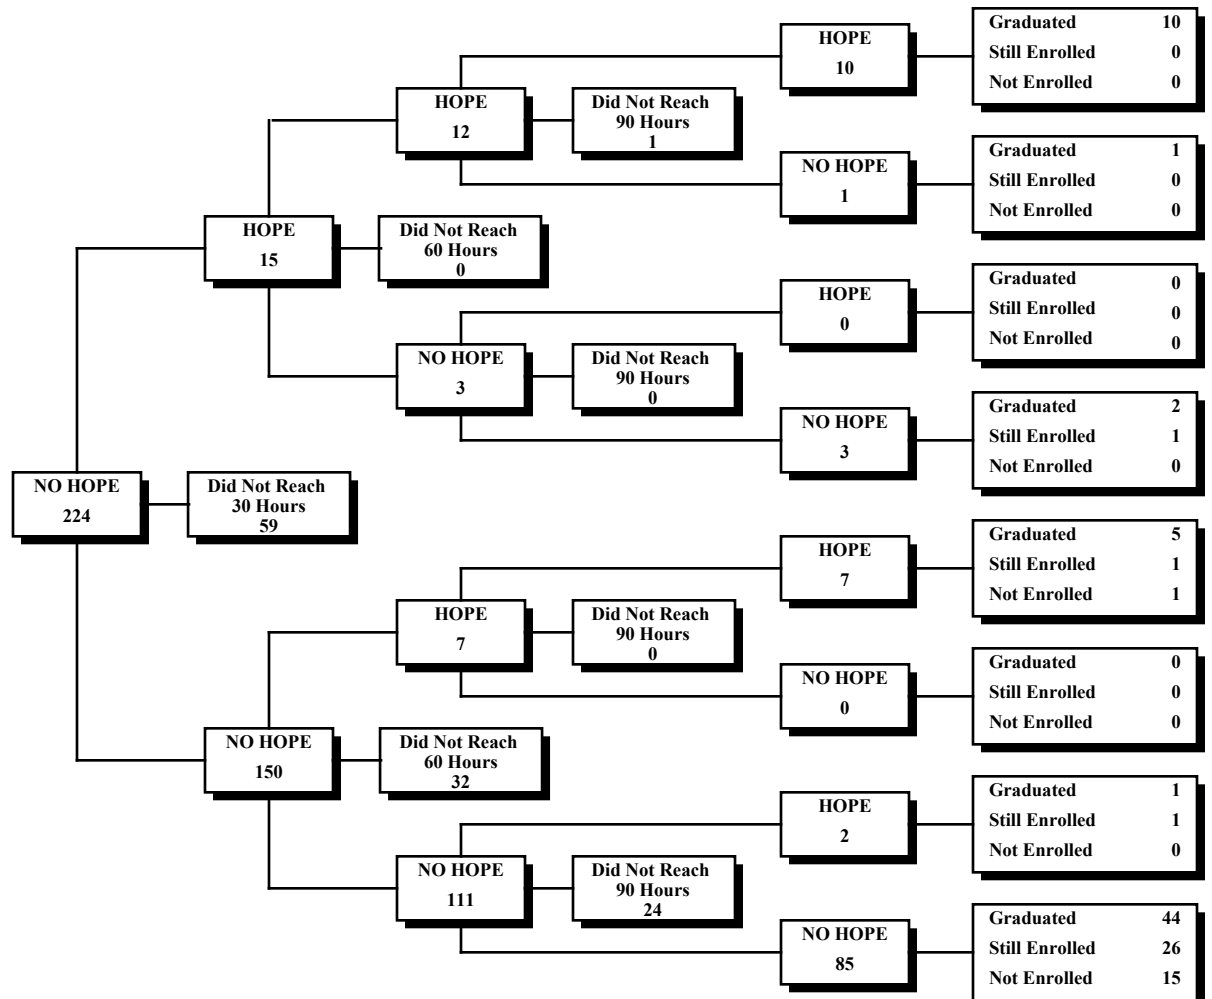 HOPE
10
Graduated 10
Still Enrolled 0
Not Enrolled 0
HOPE
12
Did Not Reach
90 Hours
1
NO HOPE
1
Graduated 1
Still Enrolled 0
Not Enrolled 0
HOPE
15
Did Not Reach
60 Hours
0
HOPE
0
Graduated 0
Still Enrolled 0
Not Enrolled 0
NO HOPE
3
Did Not Reach
90 Hours
0
NO HOPE
3
Graduated 2
Still Enrolled 1
Not Enrolled 0
NO HOPE
224
Did Not Reach
30 Hours
59
HOPE
7
Graduated 5
Still Enrolled 1
Not Enrolled 1
HOPE
7
Did Not Reach
90 Hours
0
NO HOPE
0
Graduated 0
Still Enrolled 0
Not Enrolled 0
NO HOPE
150
Did Not Reach
60 Hours
32
HOPE
2
Graduated 1
Still Enrolled 1
Not Enrolled 0
NO HOPE
111
Did Not Reach
90 Hours
24
NO HOPE
85
Graduated 44
Still Enrolled 26
Not Enrolled 15